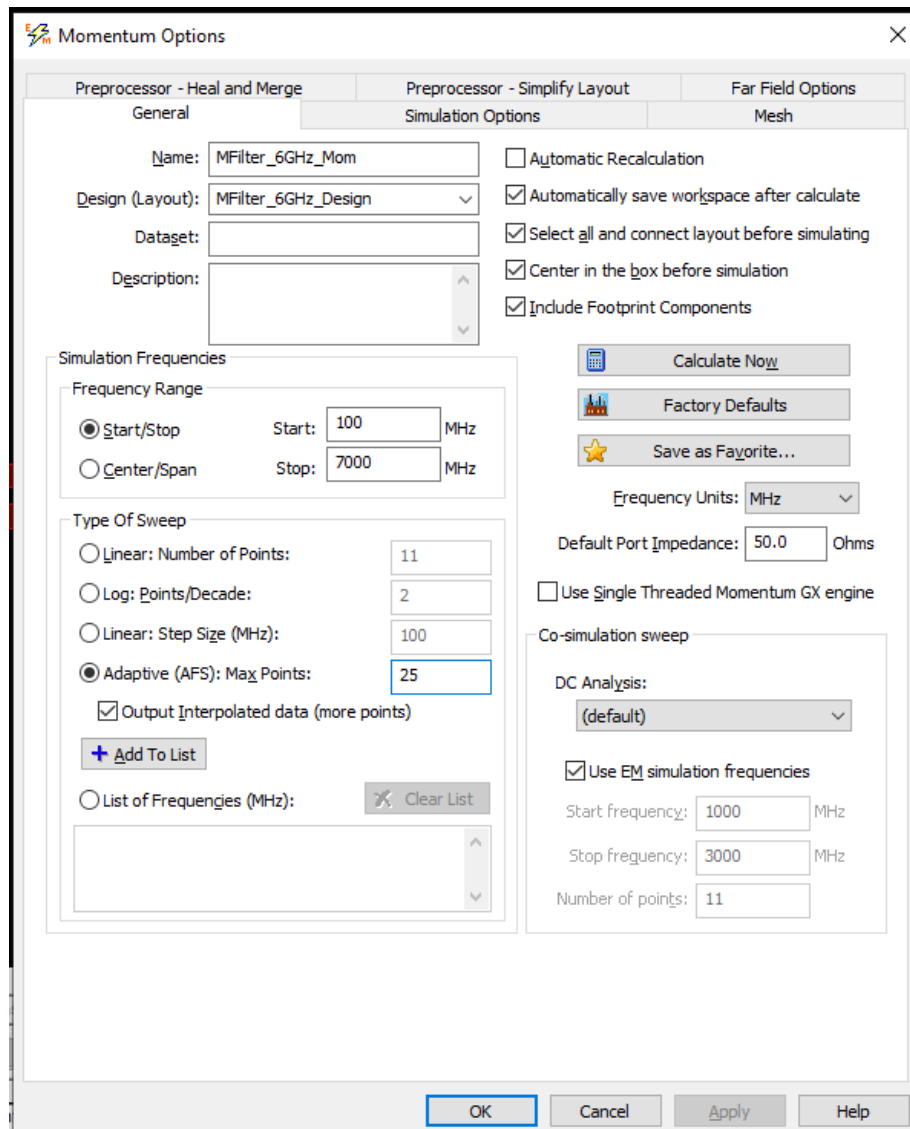 Momentum Options
Preprocessor - Heal and Merge
Preprocessor - Simplify Layout
Far Field Options
General
Simulation Options
Mesh
Name: MFilter_6GHz_Mom
Design (Layout): MFilter_6GHz_Design
Dataset:
Description:
Automatic Recalculation
Automatically save workspace after calculate
Select all and connect layout before simulating
Center in the box before simulation
Include Footprint Components
Simulation Frequencies
Frequency Range
Start/Stop
Start: 100 MHz
Center/Span
Stop: 7000 MHz
Calculate Now
Factory Defaults
Save as Favorite...
Frequency Units: MHz
Default Port Impedance: 50.0 Ohms
Use Single Threaded Momentum GX engine
Type Of Sweep
Linear: Number of Points: 11
Log: Points/Decade: 2
Linear: Step Size (MHz): 100
Adaptive (AFS): Max Points: 25
Output Interpolated data (more points)
Add To List
List of Frequencies (MHz):
Clear List
Co-simulation sweep
DC Analysis:
(default)
Use EM simulation frequencies
Start frequency: 1000 MHz
Stop frequency: 3000 MHz
Number of points: 11
OK
Cancel
Apply
Help